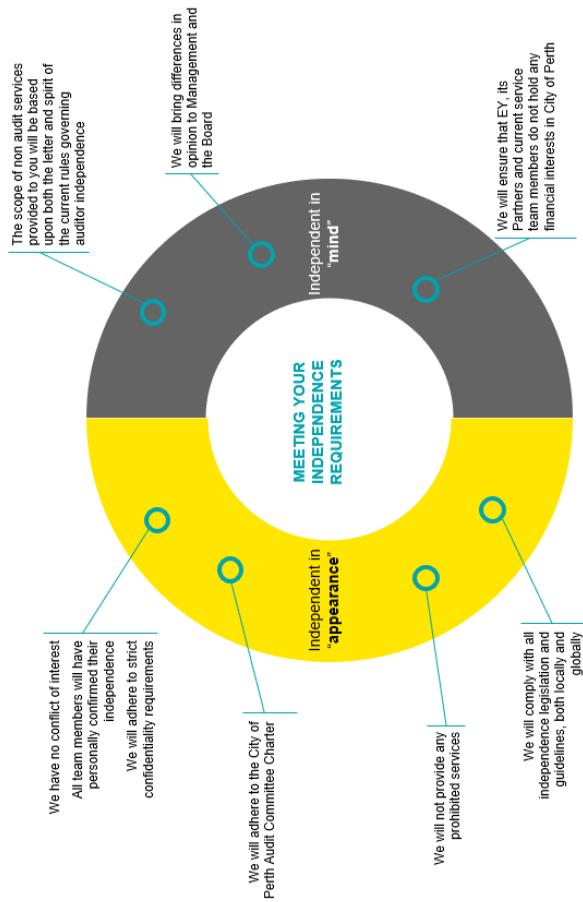 We have no conflict of interest
All team members will have
personally confirmed their
independence
We will adhere to strict
confidentiality requirements
We will adhere to the City of
Perth Audit Committee Charter
We will not provide any
prohibited services
We will comply with all
independence legislation and
guidelines, both locally and
globally
Independent in
"appearance"
MEETING YOUR
INDEPENDENCE
REQUIREMENTS
Independent in
"mind"
The scope of non audit services
provided to you will be based
upon both the letter and spirit of
the current rules governing
auditor independence
We will bring differences in
opinion to Management and
the Board
We will ensure that EY, its
Partners and current service
team members do not hold any
financial interests in City of Perth